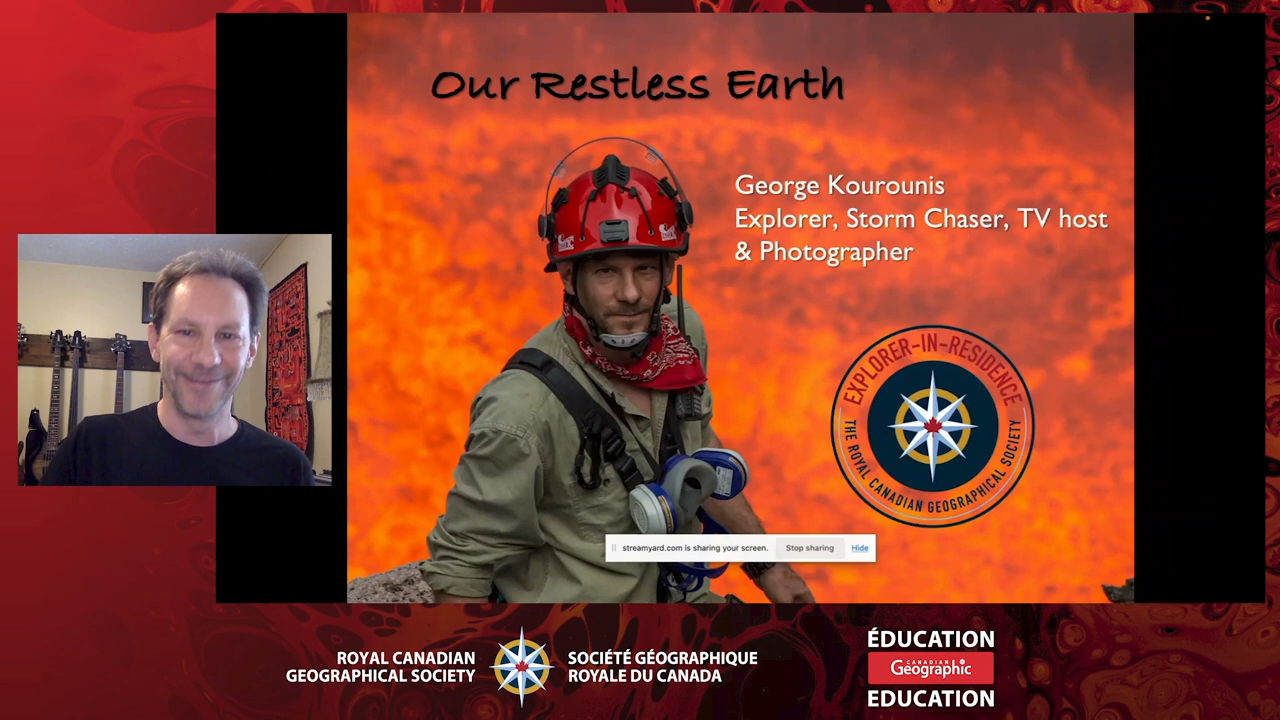 Our Restless Earth
George Kourounis
Explorer, Storm Chaser, TV host
& Photographer
EXPLORER-IN-RESIDENCE
THE ROYAL CANADIAN GEOGRAPHICAL SOCIETY
streamyard.com is sharing your screen. Stop sharing Hide
ROYAL CANADIAN
GEOGRAPHICAL SOCIETY
SOCIÉTÉ GÉOGRAPHIQUE
ROYALE DU CANADA
ÉDUCATION
CANADIAN
Geographic
EDUCATION